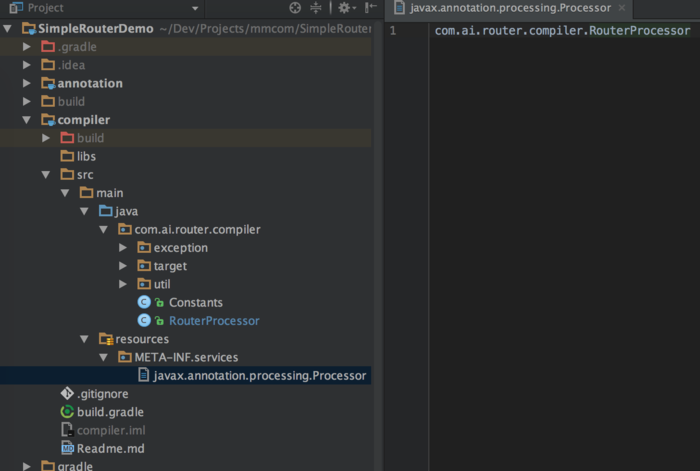 Project
SimpleRouterDemo ~/Dev/Projects/mmcom/SimpleRouter
.gradle
.idea
annotation
build
compiler
build
libs
src
main
java
com.ai.router.compiler
exception
target
util
Constants
RouterProcessor
resources
META-INF.services
javax.annotation.processing.Processor
.gitignore
build.gradle
compiler.iml
Readme.md
gradle
javax.annotation.processing.Processor
1 com.ai.router.compiler.RouterProcessor